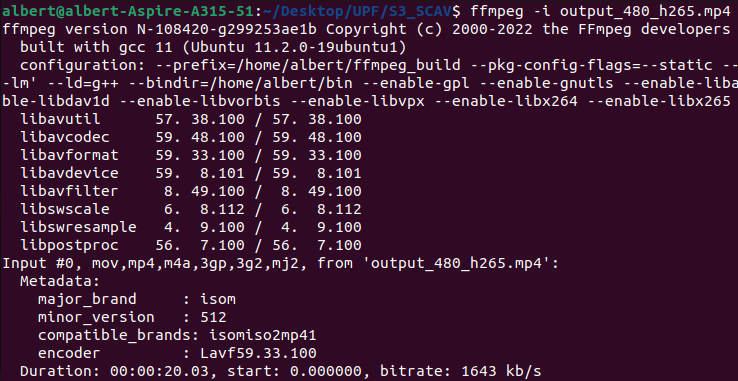 albert@albert-Aspire-A315-51:~/Desktop/UPF/S3_SCAV$ ffmpeg -i output_480_h265.mp4
ffmpeg version N-108420-g299253ae1b Copyright (c) 2000-2022 the FFmpeg developers
  built with gcc 11 (Ubuntu 11.2.0-19ubuntu1)
  configuration: --prefix=/home/albert/ffmpeg_build --pkg-config-flags=--static --
-lm' --ld=g++ --bindir=/home/albert/bin --enable-gpl --enable-gnutls --enable-liba
ble-libdav1d --enable-libvorbis --enable-libvpx --enable-libx264 --enable-libx265
  libavutil      57. 38.100 / 57. 38.100
  libavcodec     59. 48.100 / 59. 48.100
  libavformat    59. 33.100 / 59. 33.100
  libavdevice    59.  8.101 / 59.  8.101
  libavfilter     8. 49.100 /  8. 49.100
  libswscale      6.  8.112 /  6.  8.112
  libswresample   4.  9.100 /  4.  9.100
  libpostproc    56.  7.100 / 56.  7.100
Input #0, mov,mp4,m4a,3gp,3g2,mj2, from 'output_480_h265.mp4':
  Metadata:
    major_brand     : isom
    minor_version   : 512
    compatible_brands: isomiso2mp41
    encoder         : Lavf59.33.100
  Duration: 00:00:20.03, start: 0.000000, bitrate: 1643 kb/s